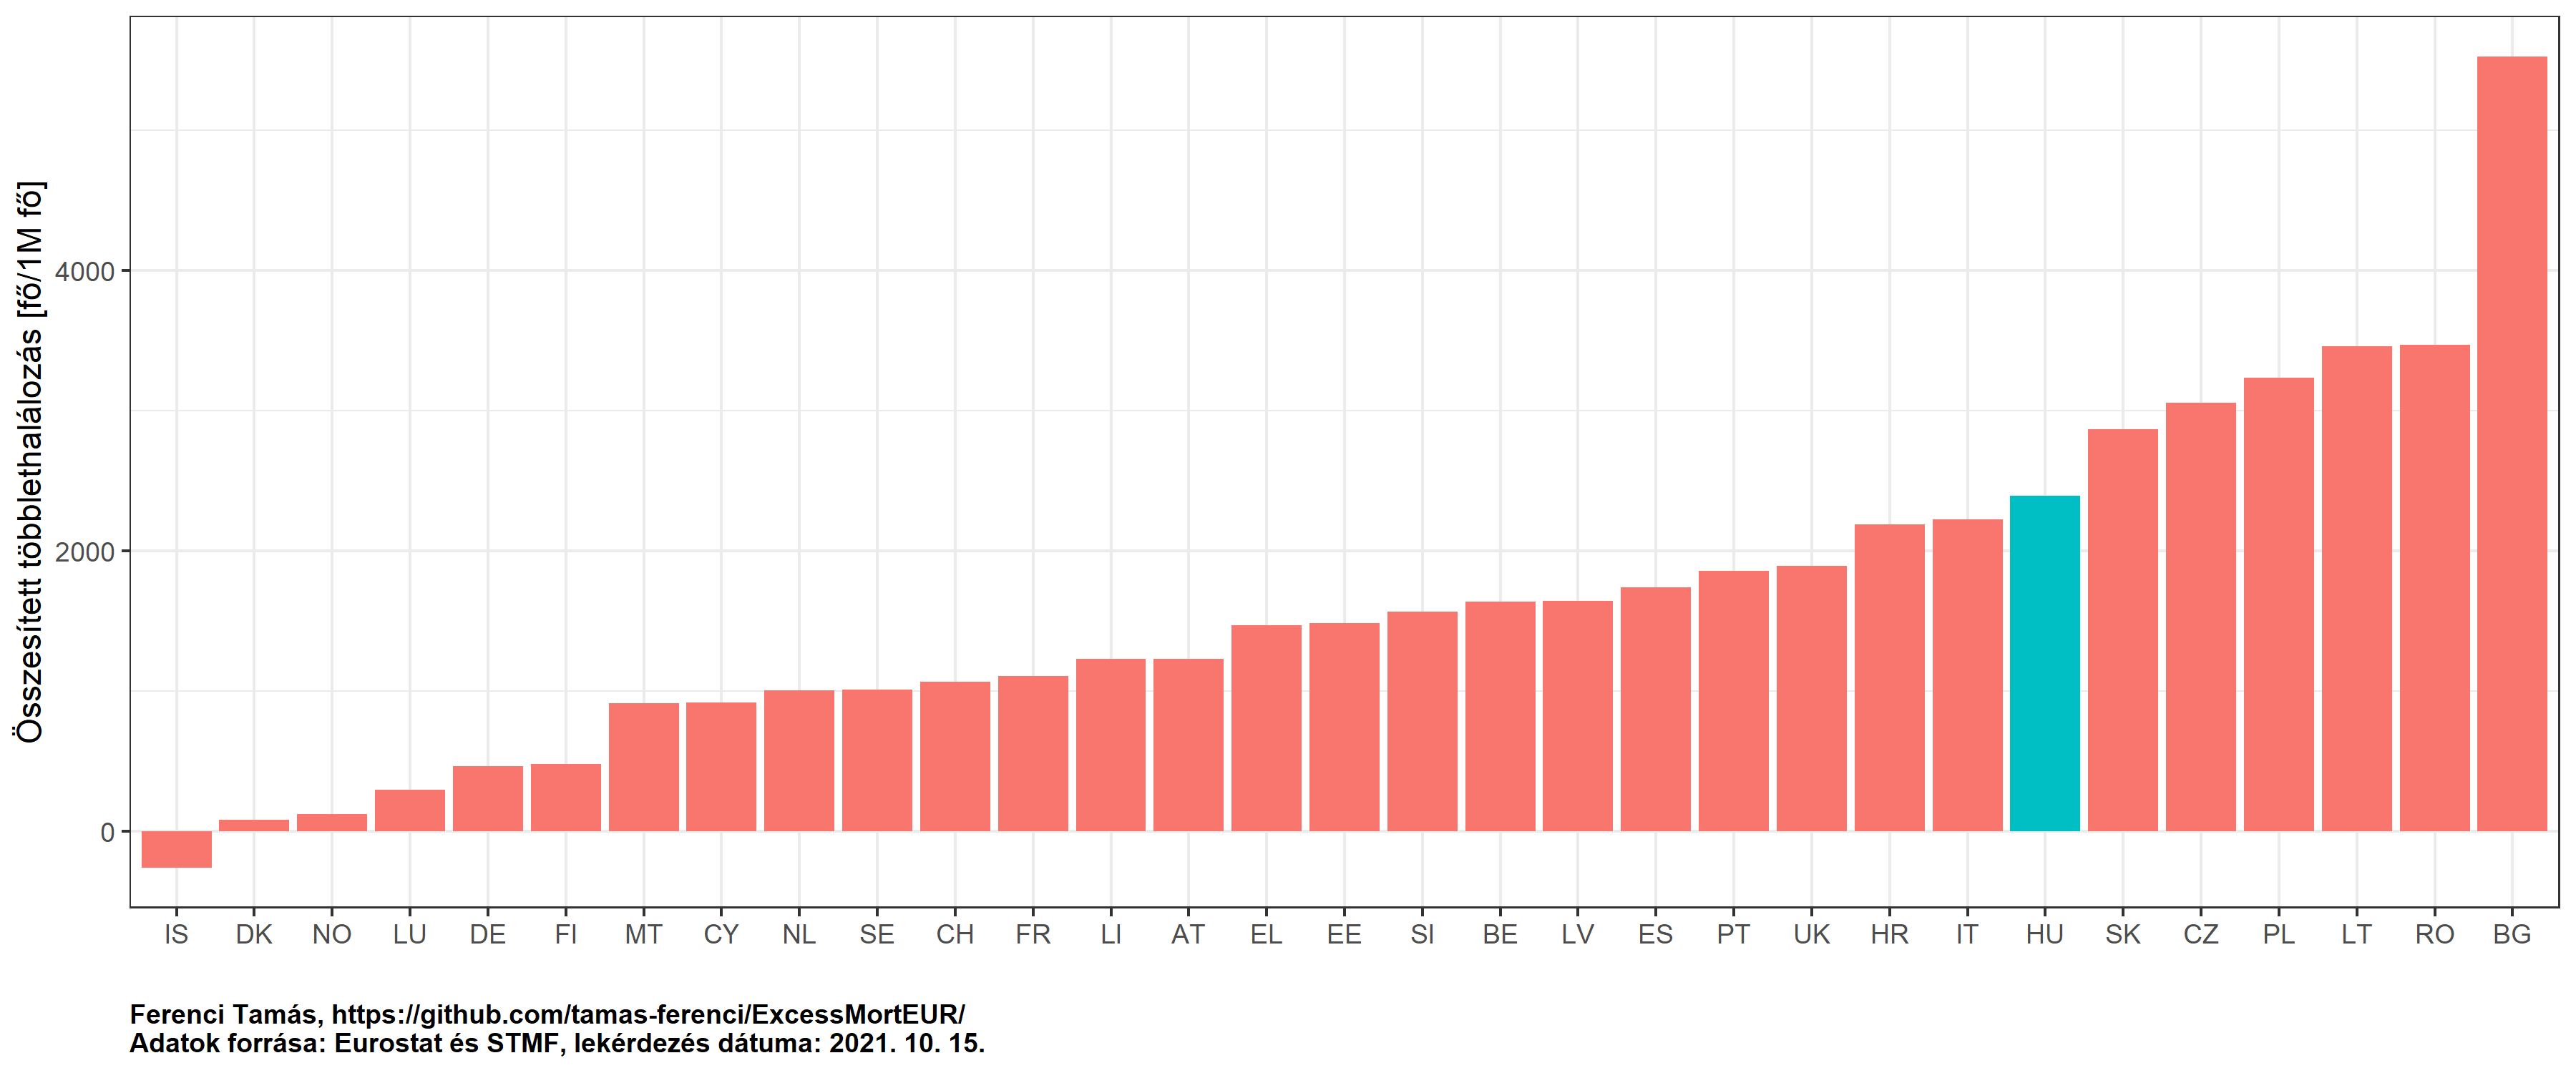 Összesített többlethalálozás [fő/1M fő]
4000
2000
0
IS DK NO LU DE FI MT CY NL SE CH FR LI AT EL EE SI BE LV ES PT UK HR IT HU SK CZ PL LT RO BG
Ferenci Tamás, https://github.com/tamas-ferenci/ExcessMortEUR/
Adatok forrása: Eurostat és STMF, lekérdezés dátuma: 2021. 10. 15.